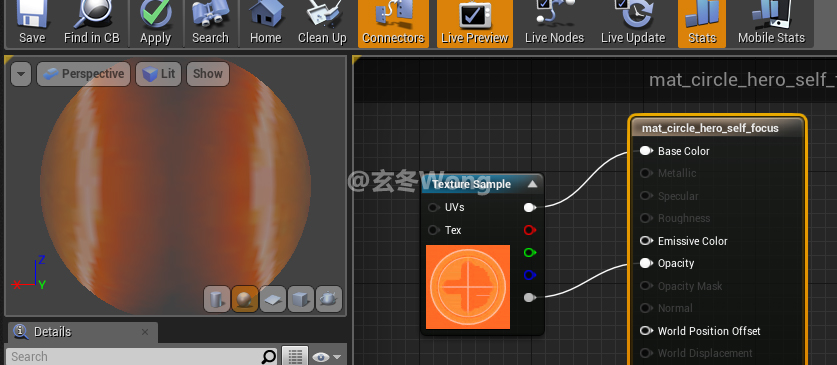 Save
Find in CB
Apply
Search
Home
Clean Up
Connectors
Live Preview
Live Nodes
Live Update
Stats
Mobile Stats
Perspective
Lit
Show
mat_circle_hero_self_
mat_circle_hero_self_focus
Base Color
Metallic
Specular
Roughness
Emissive Color
Opacity
Opacity Mask
Normal
World Position Offset
World Displacement
Texture Sample
UVs
Tex
@玄冬Wong
Z
Y
Details
Search